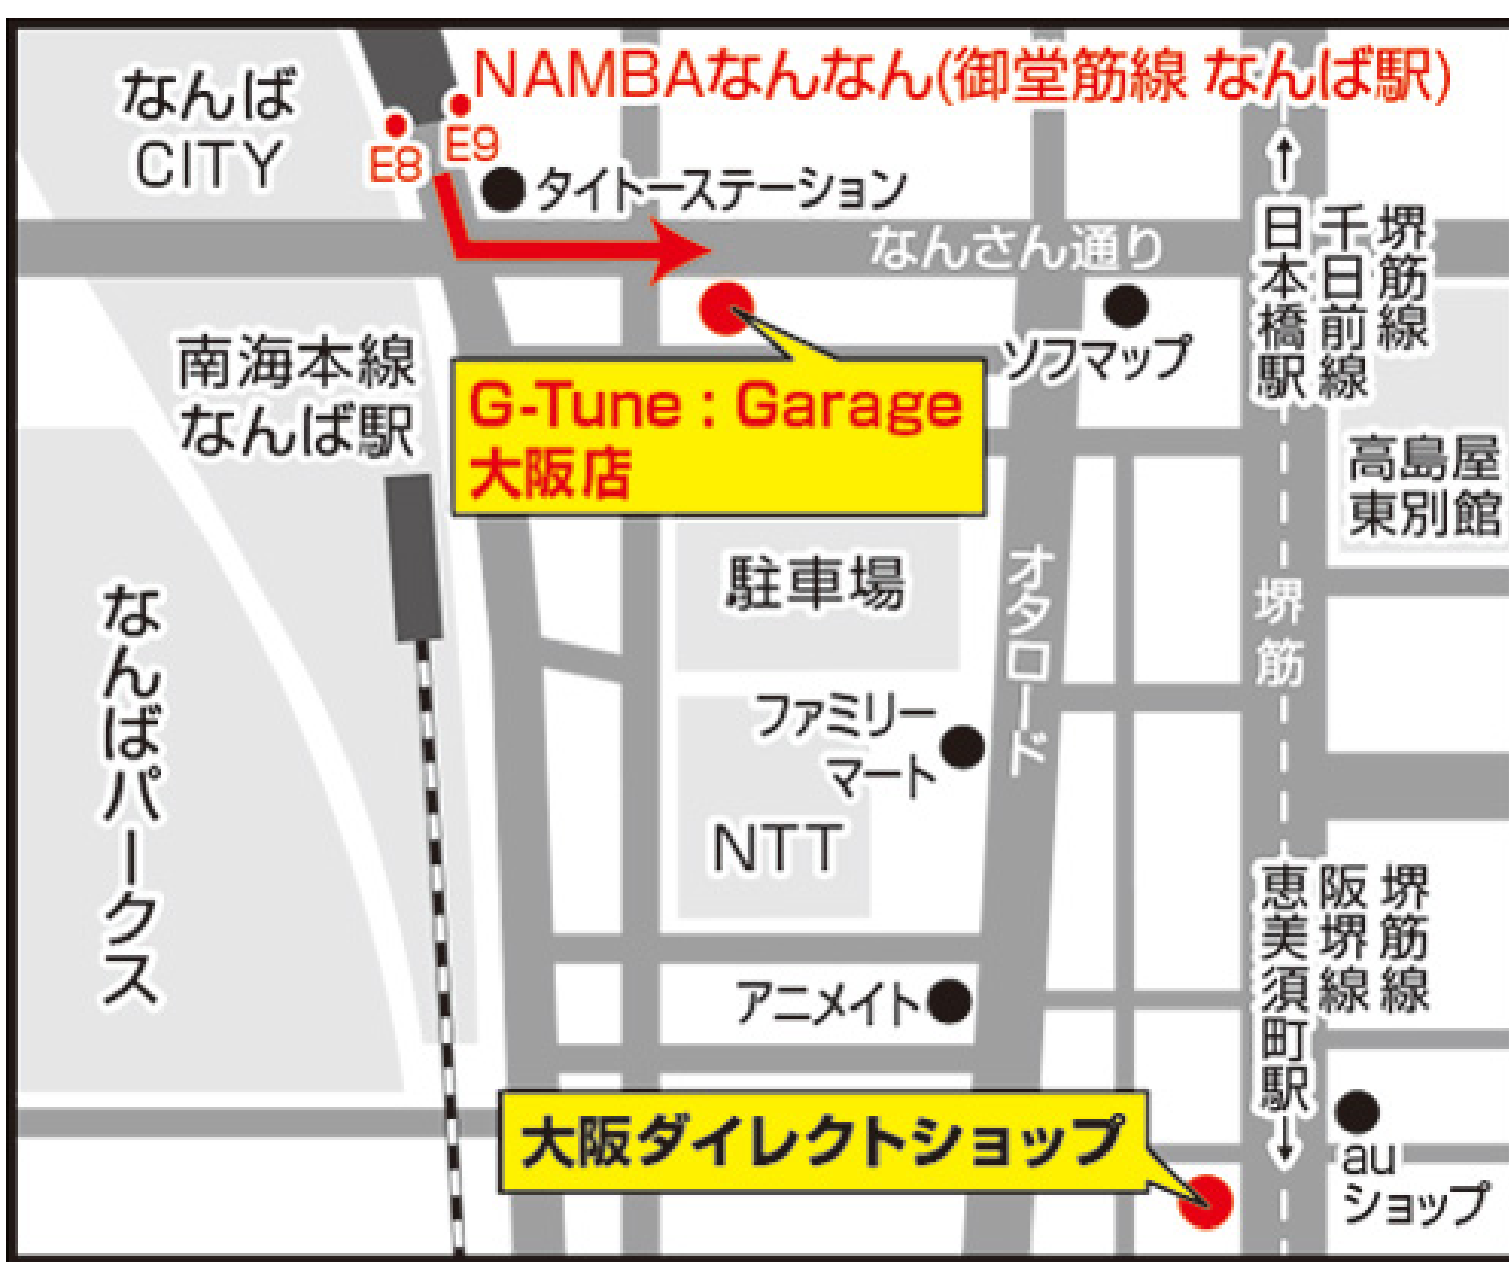 NAMBAなんなん(御堂筋線 なんば駅)
なんば
CITY
E8
E9
タイトーステーション
なんさん通り
堺筋線
千日前線
日本橋駅
ソフマップ
南海本線
なんば駅
G-Tune : Garage
大阪店
高島屋
東別館
駐車場
オタロード
堺筋
なんばパークス
ファミリー
マート
NTT
堺筋線
阪堺線
恵美須町駅
アニメイト
大阪ダイレクトショップ
au
ショップ